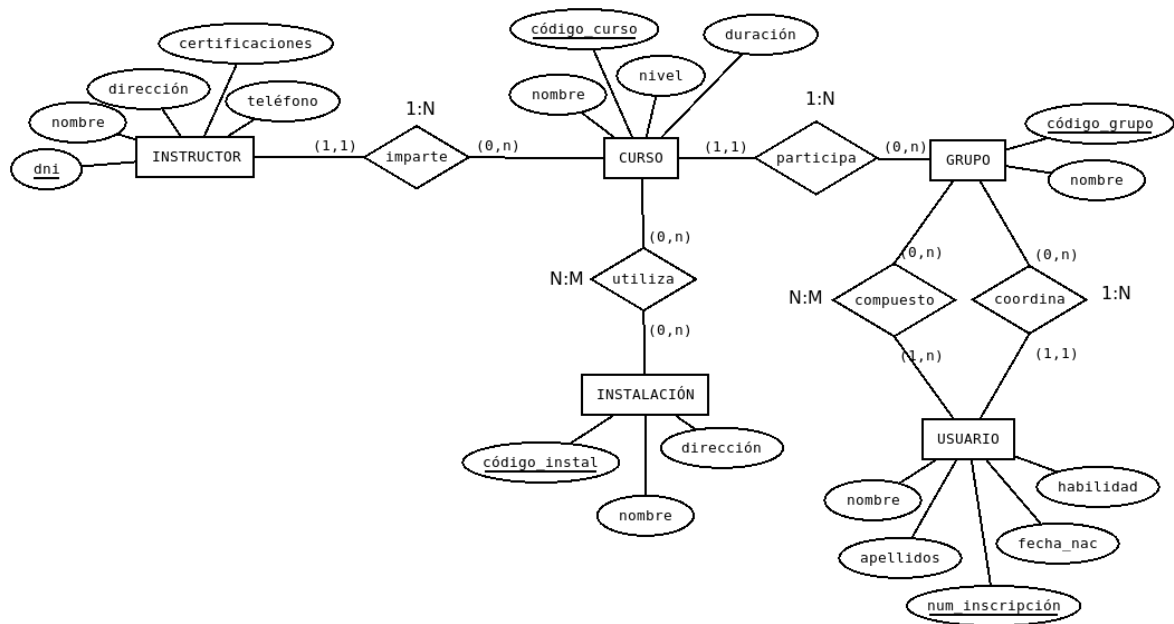 certificaciones
dirección
teléfono
nombre
dni
INSTRUCTOR
(1,1)
1:N
imparte
(0,n)
código_curso
duración
nivel
nombre
CURSO
(1,1)
1:N
participa
(0,n)
código_grupo
GRUPO
nombre
(0,n)
N:M
utiliza
(0,n)
INSTALACIÓN
código_instal
dirección
nombre
(0,n)
N:M
compuesto
(1,n)
(0,n)
coordina
1:N
(1,1)
USUARIO
nombre
habilidad
apellidos
fecha_nac
num_inscripción